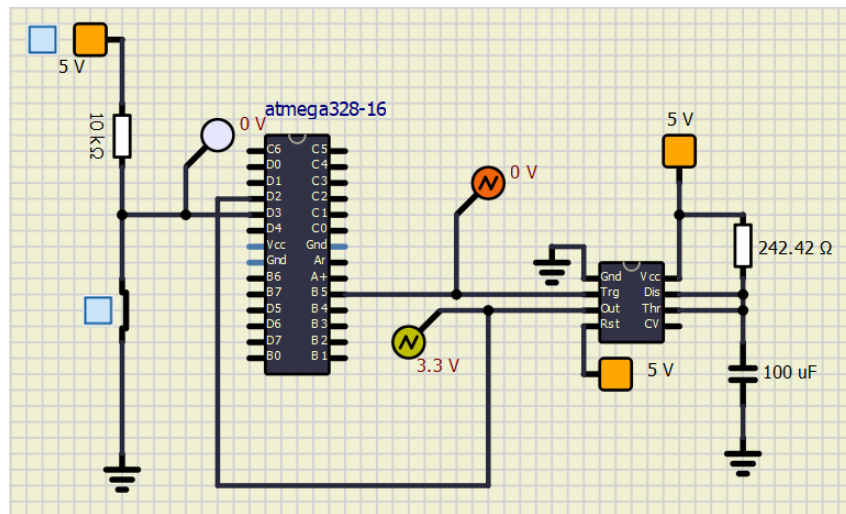 5 V
10 kΩ
atmega328-16
0 V
C6 C5
D0 C4
D1 C3
D2 C2
D3 C1
D4 C0
Vcc Gnd
Gnd Ar
B6 A+
B7 B5
D5 B4
D6 B3
D7 B2
B0 B1
0 V
3.3 V
5 V
Gnd Vcc
Trg Dis
Out Thr
Rst CV
5 V
242.42 Ω
100 uF